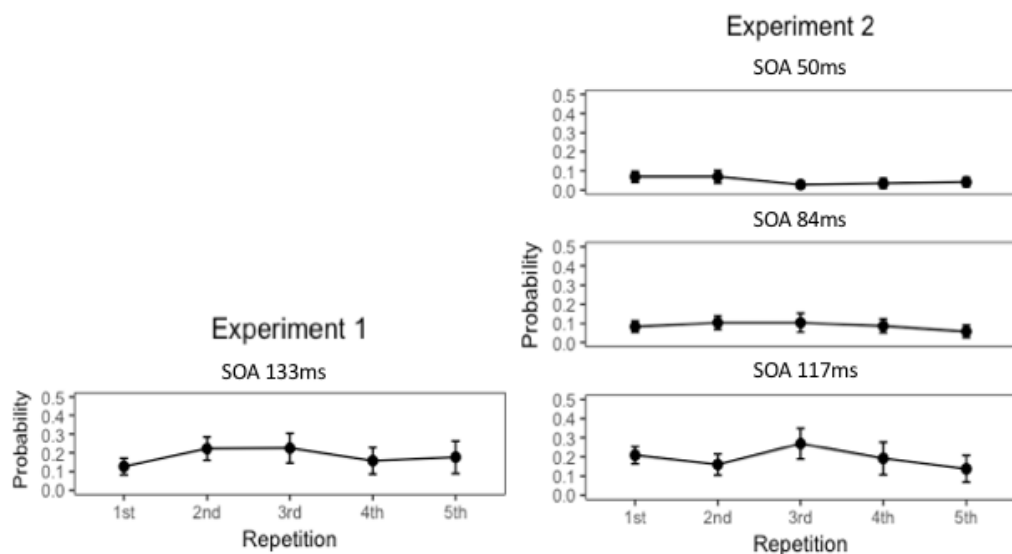 Experiment 1
SOA 133ms
Probability
0.5
0.4
0.3
0.2
0.1
0.0
1st 2nd 3rd 4th 5th
Repetition
Experiment 2
SOA 50ms
0.5
0.4
0.3
0.2
0.1
0.0
SOA 84ms
Probability
0.5
0.4
0.3
0.2
0.1
0.0
SOA 117ms
0.5
0.4
0.3
0.2
0.1
0.0
1st 2nd 3rd 4th 5th
Repetition